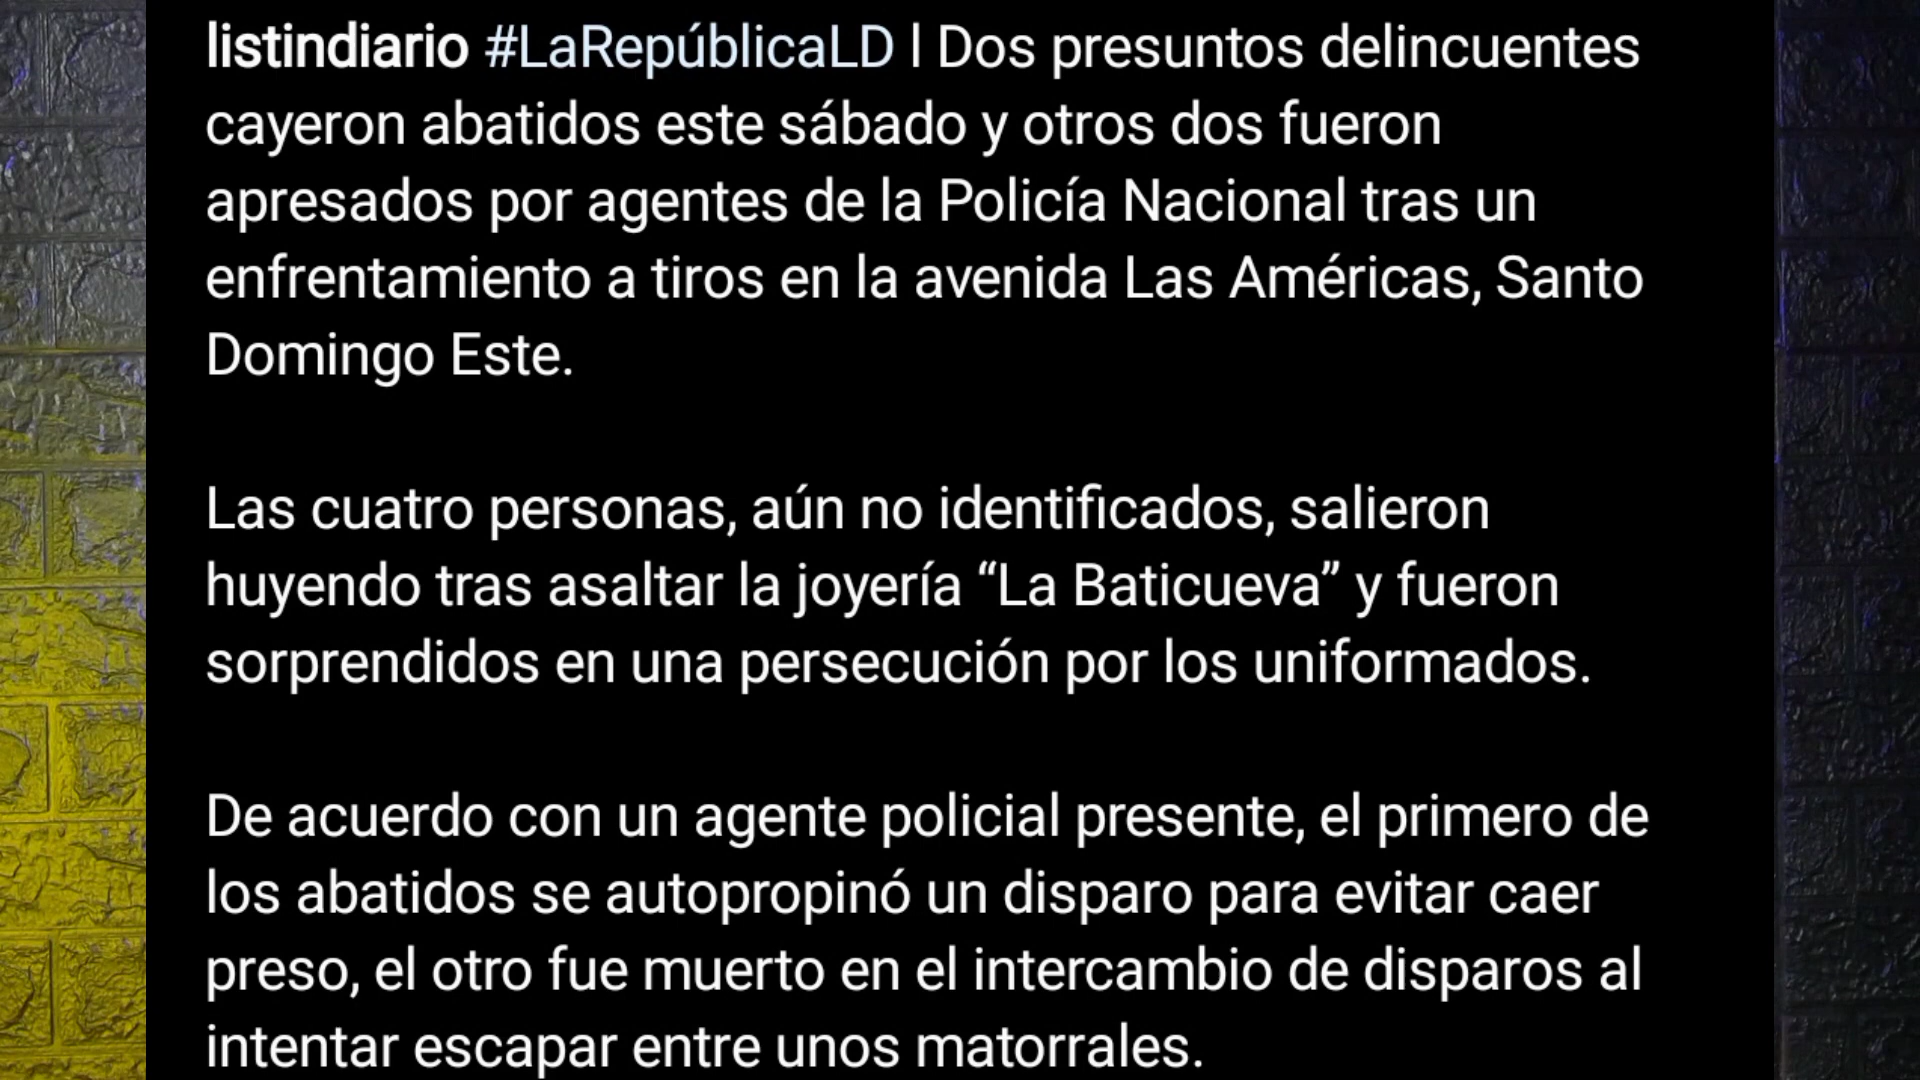 listindiario #LaRepúblicaLD l Dos presuntos delincuentes
cayeron abatidos este sábado y otros dos fueron
apresados por agentes de la Policía Nacional tras un
enfrentamiento a tiros en la avenida Las Américas, Santo
Domingo Este.
Las cuatro personas, aún no identificados, salieron
huyendo tras asaltar la joyería “La Baticueva” y fueron
sorprendidos en una persecución por los uniformados.
De acuerdo con un agente policial presente, el primero de
los abatidos se autopropinó un disparo para evitar caer
preso, el otro fue muerto en el intercambio de disparos al
intentar escapar entre unos matorrales.